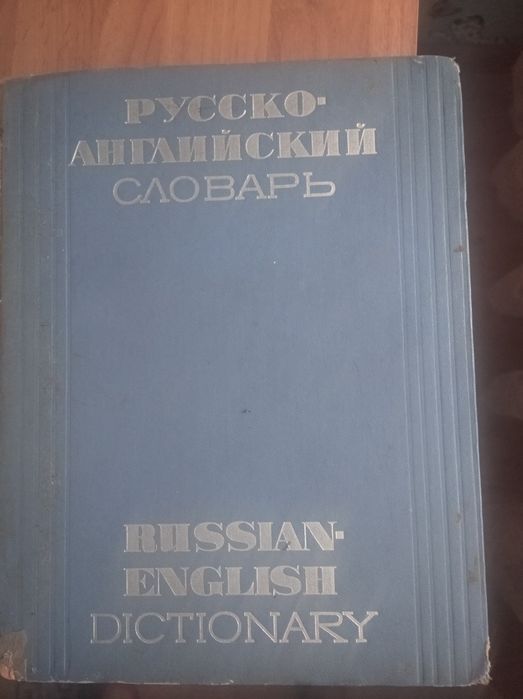 РУССКО-
АНГЛИЙСКИЙ
СЛОВАРЬ
RUSSIAN-
ENGLISH
DICTIONARY